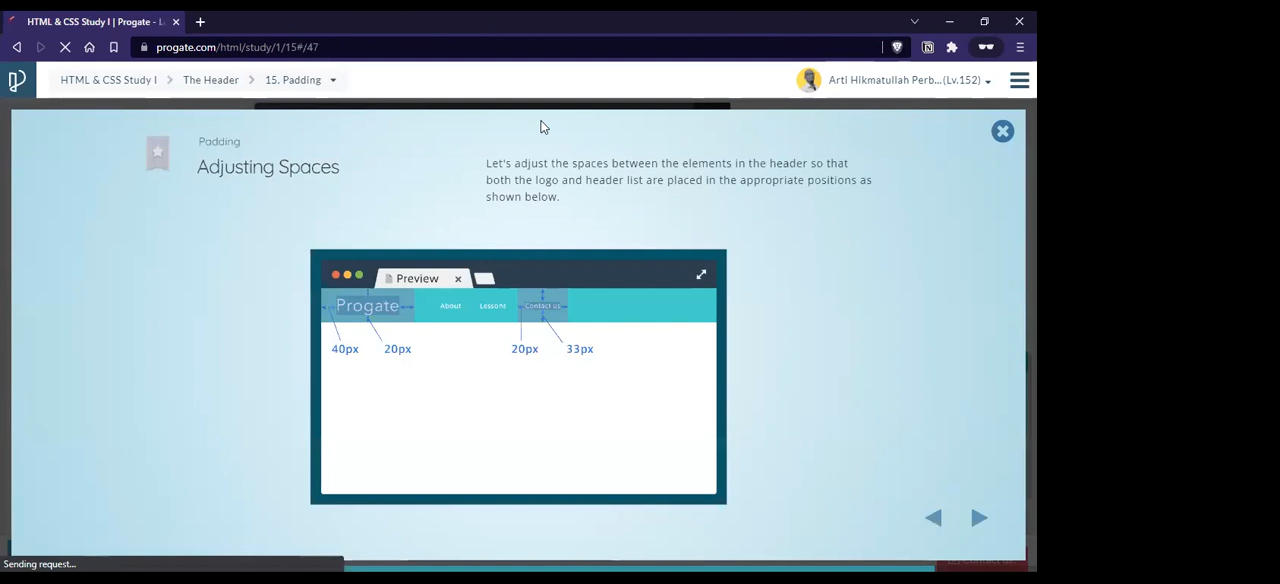 HTML & CSS Study I | Progate - L
progate.com/html/study/1/15#/47
HTML & CSS Study I
The Header
15. Padding
Arti Hikmatullah Perb...(Lv.152)
Padding
Adjusting Spaces
Let's adjust the spaces between the elements in the header so that
both the logo and header list are placed in the appropriate positions as
shown below.
Preview
Progate
About
Lessons
Contact us
40px
20px
20px
33px
Sending request...
Contact us